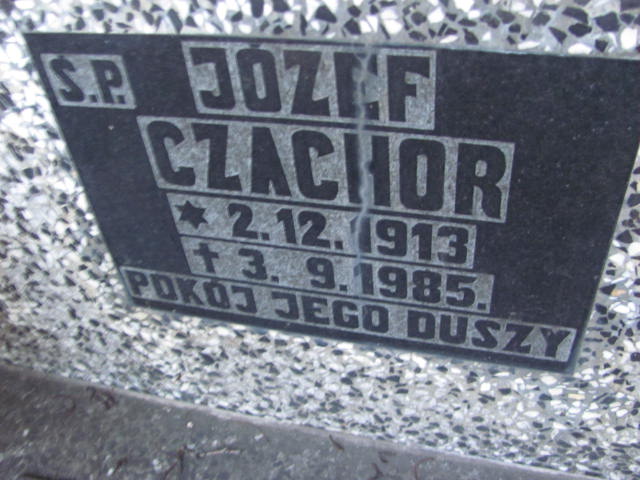 Ś.P. JÓZEF
CZACHOR
✶ 2. 12. 1913
✝ 3. 9. 1985.
POKÓJ JEGO DUSZY